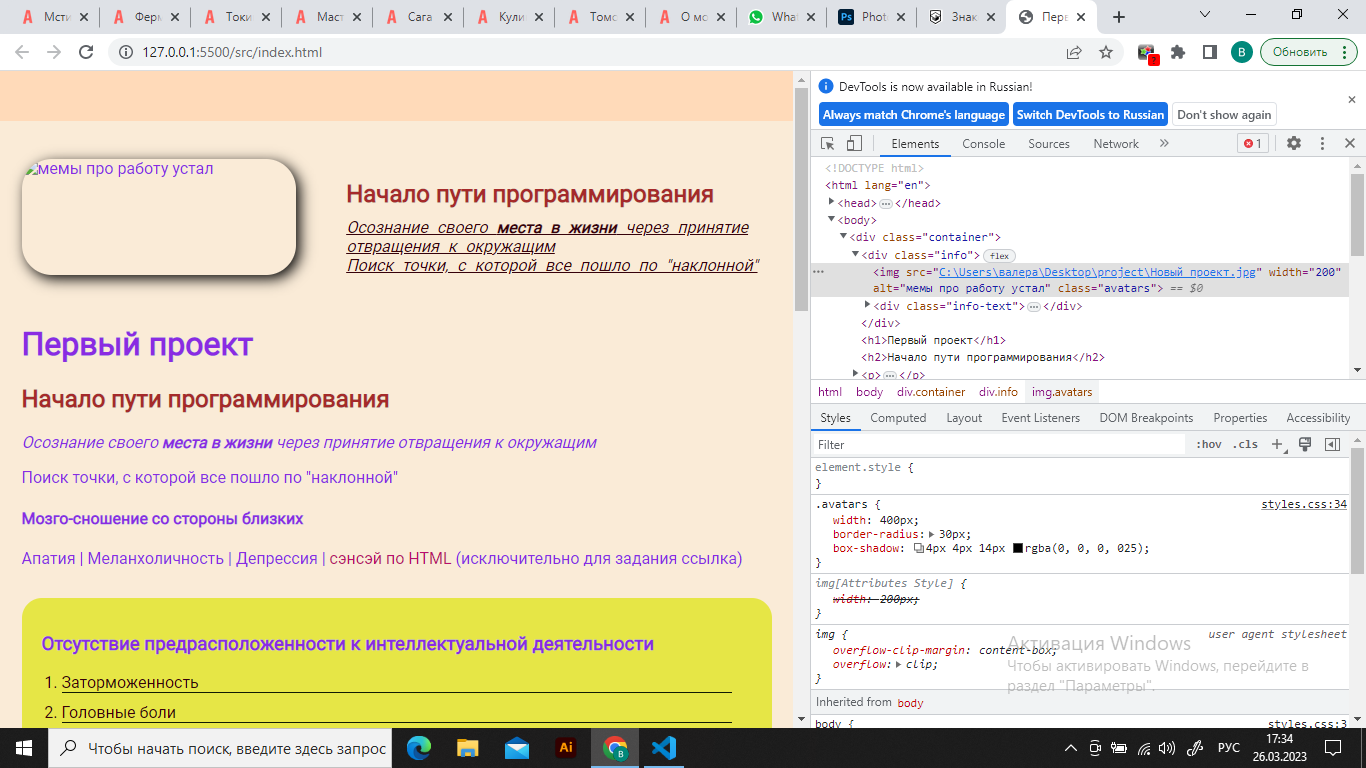 Мсти
Ферм
Токи
Маст
Сага
Кули
Томс
О мо
What
Ps
Phot
Знак
Перв
127.0.0.1:5500/src/index.html
?
В
Обновить
мемы про работу устал
Начало пути программирования
Осознание своего места в жизни через принятие
отвращения к окружащим
Поиск точки, с которой все пошло по "наклонной"
Первый проект
Начало пути программирования
Осознание своего места в жизни через принятие отвращения к окружащим
Поиск точки, с которой все пошло по "наклонной"
Мозго-сношение со стороны близких
Апатия | Меланхоличность | Депрессия | сэнсэй по HTML (исключительно для задания ссылка)
Отсутствие предрасположенности к интеллектуальной деятельности
1. Заторможенность
2. Головные боли
DevTools is now available in Russian!
Always match Chrome's language
Switch DevTools to Russian
Don't show again
Elements Console Sources Network » 1
<!DOCTYPE html>
<html lang="en">
<head>…</head>
<body>
<div class="container">
<div class="info"> flex
<img src="C:\Users\валера\Desktop\project\Новый проект.jpg" width="200"
alt="мемы про работу устал" class="avatars"> == $0
<div class="info-text">…</div>
</div>
<h1>Первый проект</h1>
<h2>Начало пути программирования</h2>
<p>…</p>
html body div.container div.info img.avatars
Styles Computed Layout Event Listeners DOM Breakpoints Properties Accessibility
Filter :hov .cls
element.style {
}
.avatars { styles.css:34
width: 400px;
border-radius: 30px;
box-shadow: 4px 4px 14px rgba(0, 0, 0, 025);
}
img[Attributes Style] {
width: 200px;
}
img { user agent stylesheet
overflow-clip-margin: content-box;
overflow: clip;
}
Inherited from body
body { styles.css:3
Активация Windows
Чтобы активировать Windows, перейдите в
раздел "Параметры".
Чтобы начать поиск, введите здесь запрос
Ai
В
РУС
17:34
26.03.2023